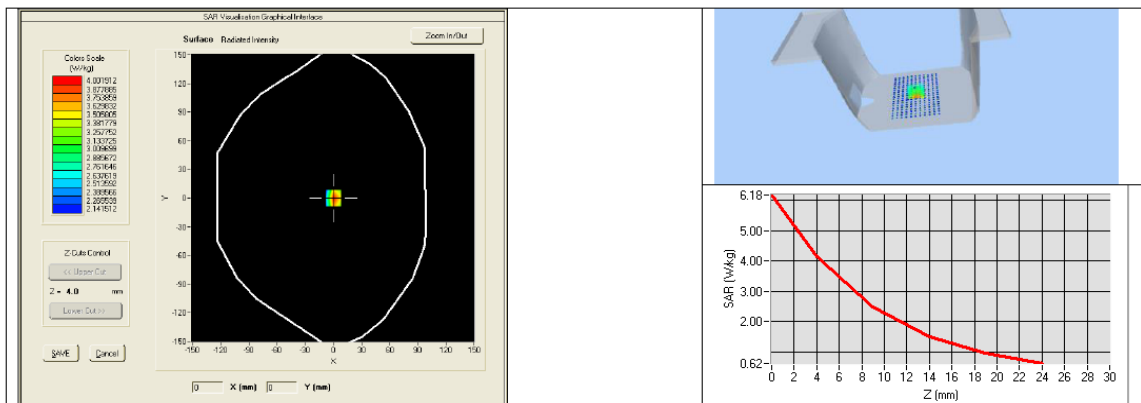 SAR Visualisation Graphical Interface
Surface Radiated Intensity
Zoom In/Out
Colors Scale
(W/kg)
4.001912
3.877885
3.753859
3.629832
3.505805
3.381779
3.257752
3.133725
3.009699
2.885672
2.761646
2.637619
2.513592
2.389566
2.265539
2.141512
150
120
90
60
30
0
-30
-60
-90
-120
-150
Y
-150 -120 -90 -60 -30 0 30 60 90 120 150
X
Z-Cuts Control
<< Upper Cut
Z = 4.0 mm
Lower Cut >>
SAVE Cancel
0 X (mm) 0 Y (mm)
6.18
5.00
4.00
3.00
2.00
0.62
SAR (W/kg)
0 2 4 6 8 10 12 14 16 18 20 22 24 26 28 30
Z (mm)